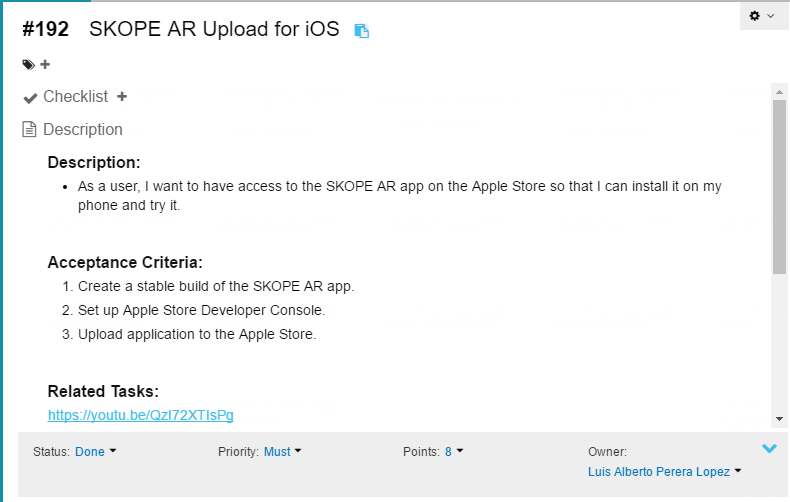 #192 SKOPE AR Upload for iOS
Checklist
Description
Description:
As a user, I want to have access to the SKOPE AR app on the Apple Store so that I can install it on my
phone and try it.
Acceptance Criteria:
1. Create a stable build of the SKOPE AR app.
2. Set up Apple Store Developer Console.
3. Upload application to the Apple Store.
Related Tasks:
https://youtu.be/QzI72XTIsPg
Status: Done Priority: Must Points: 8 Owner:
Luis Alberto Perera Lopez